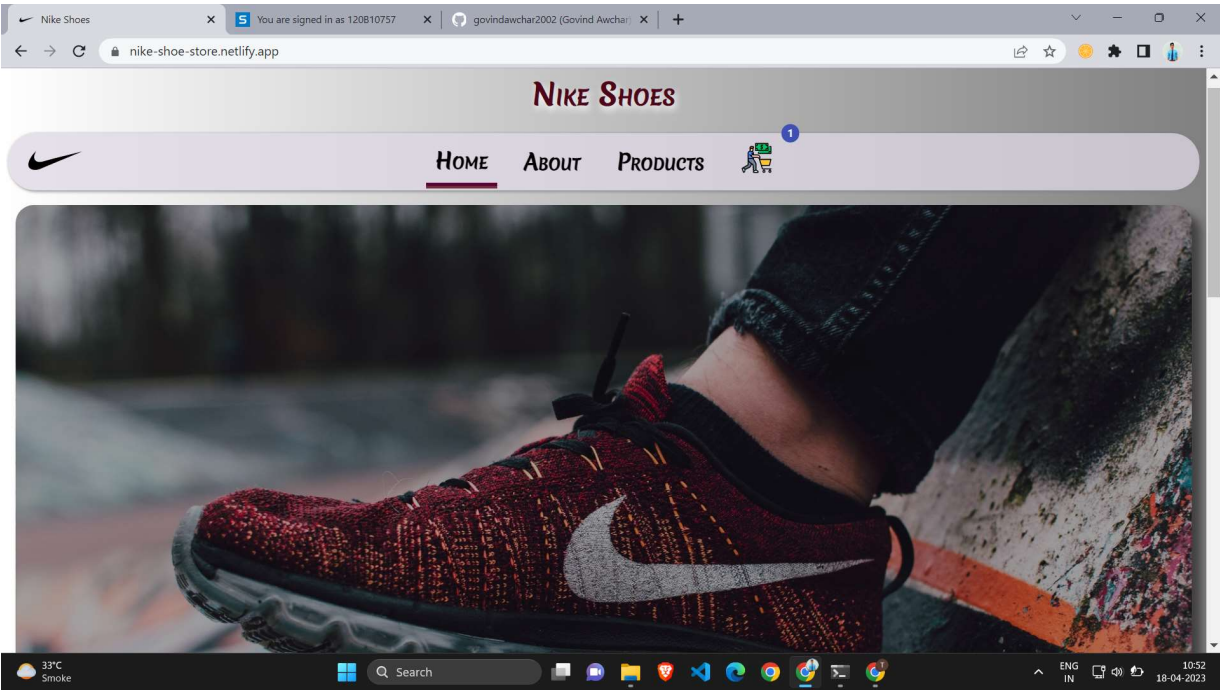 Nike Shoes
You are signed in as 120B10757
govindawchar2002 (Govind Awchar)
nike-shoe-store.netlify.app
Nike Shoes
1
Home About Products
33°C
Smoke
Search
ENG
IN
10:52
18-04-2023